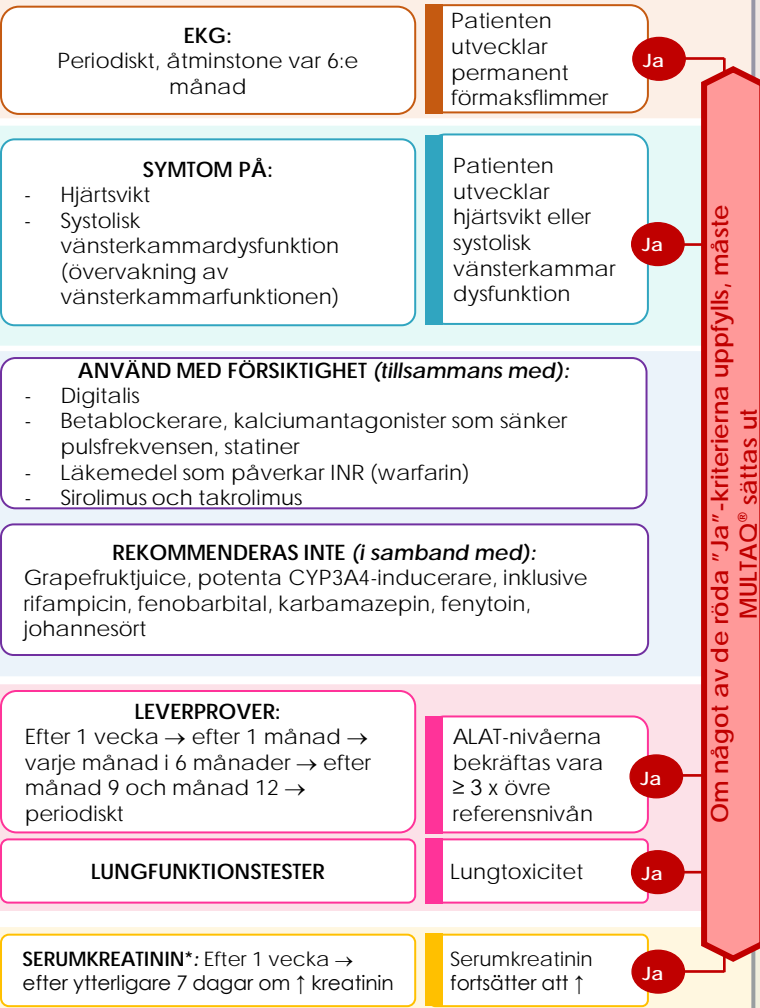 EKG:
Periodiskt, åtminstone var 6:e
månad
Patienten
utvecklar
permanent
förmaksflimmer
Ja
SYMTOM PÅ:
- Hjärtsvikt
- Systolisk
vänsterkammardysfunktion
(övervakning av
vänsterkammarfunktionen)
Patienten
utvecklar
hjärtsvikt eller
systolisk
vänsterkammar
dysfunktion
Ja
ANVÄND MED FÖRSIKTIGHET (tillsammans med):
- Digitalis
- Betablockerare, kalciumantagonister som sänker
pulsfrekvensen, statiner
- Läkemedel som påverkar INR (warfarin)
- Sirolimus och takrolimus
REKOMMENDERAS INTE (i samband med):
Grapefruktjuice, potenta CYP3A4-inducerare, inklusive
rifampicin, fenobarbital, karbamazepin, fenytoin,
johannesört
LEVERPROVER:
Efter 1 vecka → efter 1 månad →
varje månad i 6 månader → efter
månad 9 och månad 12 →
periodiskt
ALAT-nivåerna
bekräftas vara
≥ 3 x övre
referensnivån
Ja
LUNGFUNKTIONSTESTER
Lungtoxicitet
Ja
SERUMKREATININ*: Efter 1 vecka →
efter ytterligare 7 dagar om ↑ kreatinin
Serumkreatinin
fortsätter att ↑
Ja
Om något av de röda "Ja"-kriterierna uppfylls, måste
MULTAQ® sättas ut